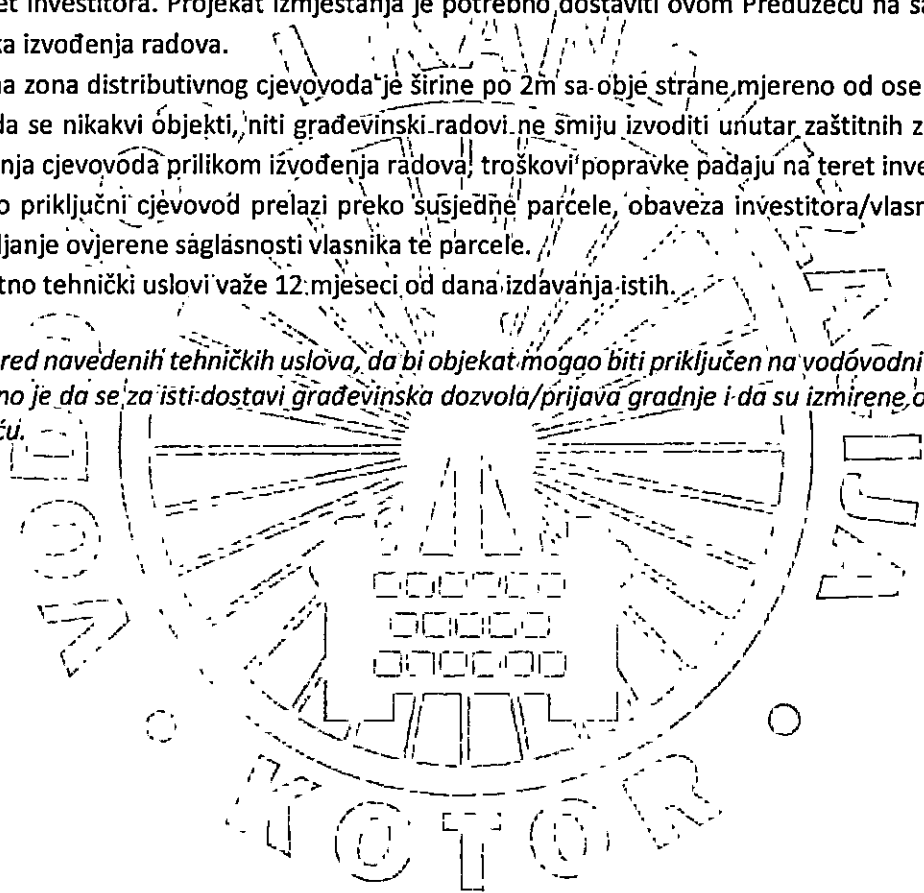 et investitora. Projekat izmještanja je potrebno dostaviti ovom Preduzeću na sa
ka izvođenja radova.
na zona distributivnog cjevovoda je širine po 2m sa obje strane mjereno od ose
da se nikakvi objekti, niti građevinski radovi ne smiju izvoditi unutar zaštitnih z
nja cjevovoda prilikom izvođenja radova, troškovi popravke padaju na teret inve
o priključni cjevovod prelazi preko susjedne parcele, obaveza investitora/vlasn
ljanje ovjerene saglasnosti vlasnika te parcele.
tno tehnički uslovi važe 12 mjeseci od dana izdavanja istih.
red navedenih tehničkih uslova, da bi objekat mogao biti priključen na vodovodni
no je da se za isti dostavi građevinska dozvola/prijava gradnje i da su izmirene o
ću.
KOTOR